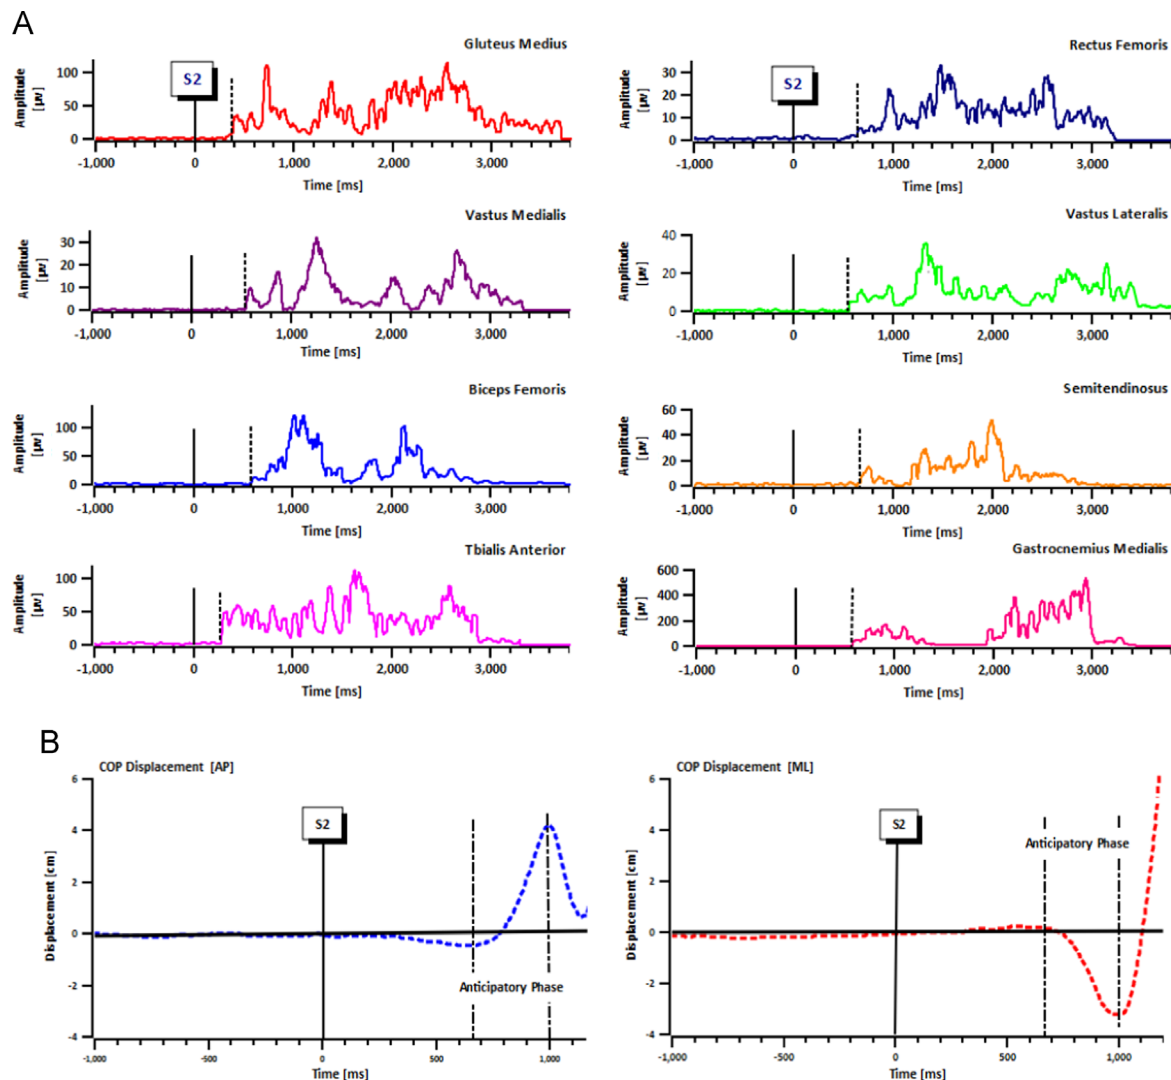 A
Gluteus Medius
Amplitude [µv]
100
50
0
S2
-1,000 0 1,000 2,000 3,000
Time [ms]
Rectus Femoris
Amplitude [µv]
30
20
10
0
S2
-1,000 0 1,000 2,000 3,000
Time [ms]
Vastus Medialis
Amplitude [µv]
30
20
10
0
-1,000 0 1,000 2,000 3,000
Time [ms]
Vastus Lateralis
Amplitude [µv]
40
20
0
-1,000 0 1,000 2,000 3,000
Time [ms]
Biceps Femoris
Amplitude [µv]
100
50
0
-1,000 0 1,000 2,000 3,000
Time [ms]
Semitendinosus
Amplitude [µv]
60
40
20
0
-1,000 0 1,000 2,000 3,000
Time [ms]
Tbialis Anterior
Amplitude [µv]
100
50
0
-1,000 0 1,000 2,000 3,000
Time [ms]
Gastrocnemius Medialis
Amplitude [µv]
600
400
200
0
-1,000 0 1,000 2,000 3,000
Time [ms]
B
COP Displacement [AP]
Displacement [cm]
6
4
2
0
-2
-4
S2
Anticipatory Phase
-1,000 -500 0 500 1,000
Time [ms]
COP Displacement [ML]
Displacement [cm]
6
4
2
0
-2
-4
S2
Anticipatory Phase
-1,000 -500 0 500 1,000
Time [ms]